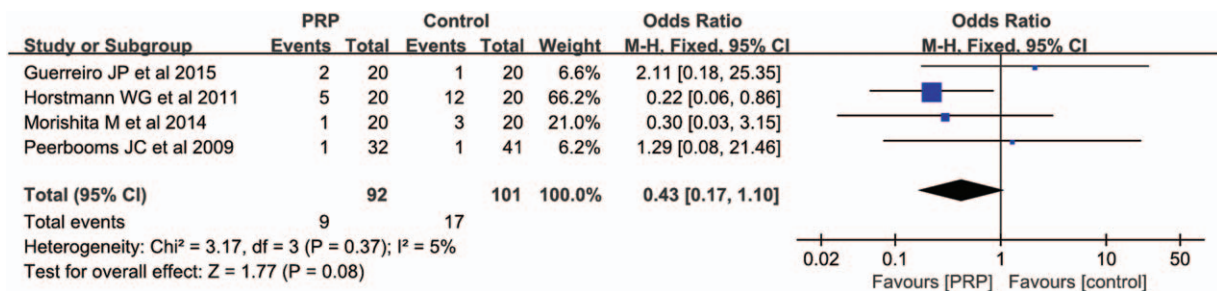 PRP Control Odds Ratio Odds Ratio
Study or Subgroup Events Total Events Total Weight M-H. Fixed. 95% CI M-H. Fixed. 95% CI
Guerreiro JP et al 2015 2 20 1 20 6.6% 2.11 [0.18, 25.35]
Horstmann WG et al 2011 5 20 12 20 66.2% 0.22 [0.06, 0.86]
Morishita M et al 2014 1 20 3 20 21.0% 0.30 [0.03, 3.15]
Peerbooms JC et al 2009 1 32 1 41 6.2% 1.29 [0.08, 21.46]
Total (95% CI) 92 101 100.0% 0.43 [0.17, 1.10]
Total events 9 17
Heterogeneity: Chi² = 3.17, df = 3 (P = 0.37); I² = 5%
Test for overall effect: Z = 1.77 (P = 0.08)
0.02 0.1 1 10 50
Favours [PRP] Favours [control]